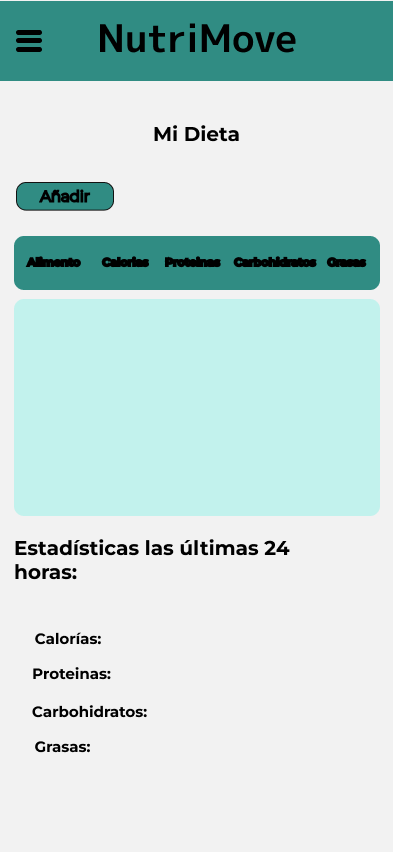 NutriMove
Mi Dieta
Añadir
Alimento Calorias Proteinas Carbohidratos Grasas
Estadísticas las últimas 24
horas:
Calorías:
Proteinas:
Carbohidratos:
Grasas: